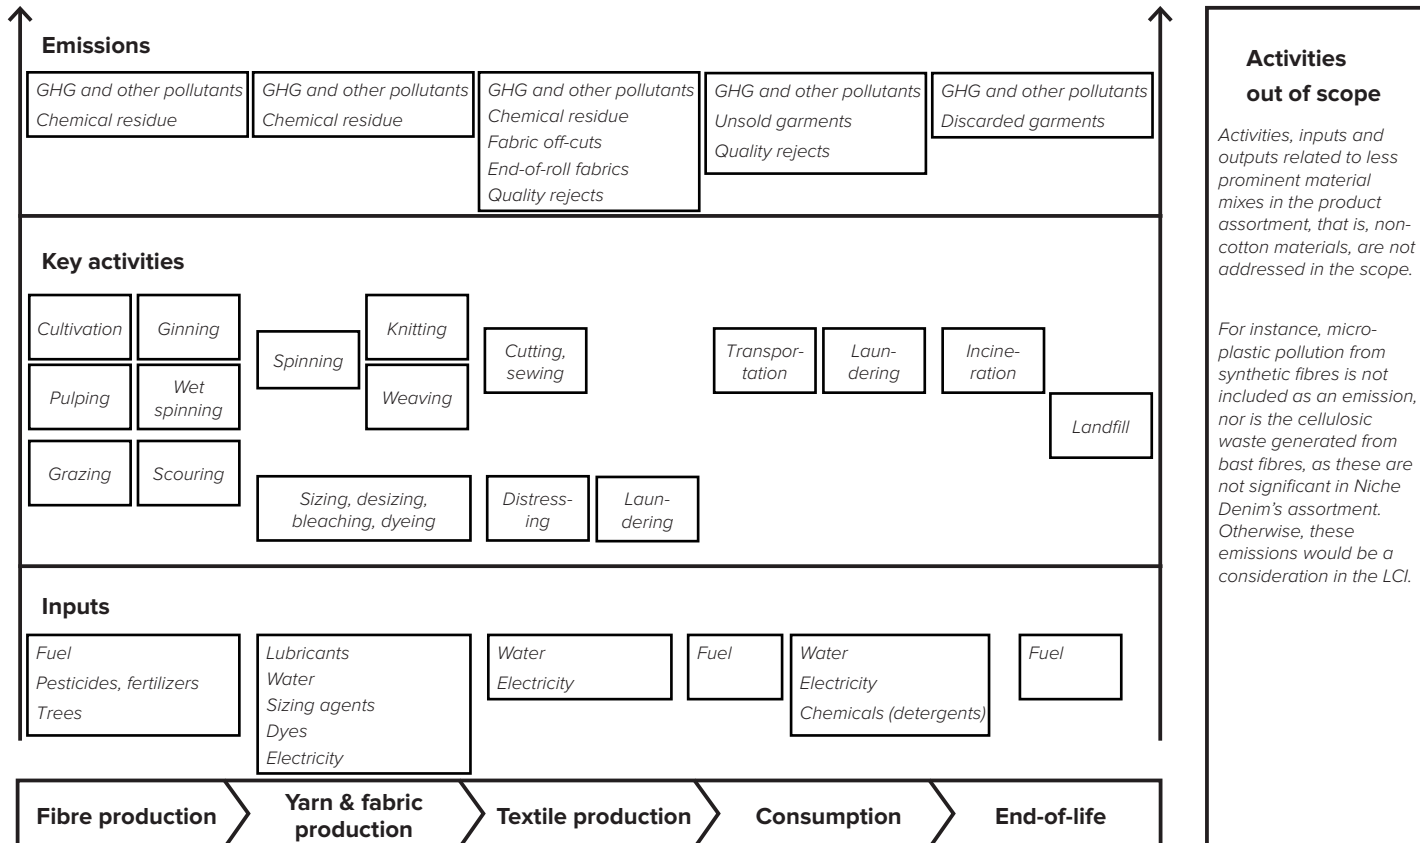 Emissions
GHG and other pollutants
Chemical residue
GHG and other pollutants
Chemical residue
GHG and other pollutants
Chemical residue
Fabric off-cuts
End-of-roll fabrics
Quality rejects
GHG and other pollutants
Unsold garments
Quality rejects
GHG and other pollutants
Discarded garments
Key activities
Cultivation
Ginning
Pulping
Wet
spinning
Grazing
Scouring
Spinning
Knitting
Weaving
Sizing, desizing,
bleaching, dyeing
Cutting,
sewing
Distress-
ing
Laun-
dering
Transpor-
tation
Laun-
dering
Incine-
ration
Landfill
Inputs
Fuel
Pesticides, fertilizers
Trees
Lubricants
Water
Sizing agents
Dyes
Electricity
Water
Electricity
Fuel
Water
Electricity
Chemicals (detergents)
Fuel
Fibre production
Yarn & fabric
production
Textile production
Consumption
End-of-life
Activities
out of scope
Activities, inputs and
outputs related to less
prominent material
mixes in the product
assortment, that is, non-
cotton materials, are not
addressed in the scope.
For instance, micro-
plastic pollution from
synthetic fibres is not
included as an emission,
nor is the cellulosic
waste generated from
bast fibres, as these are
not significant in Niche
Denim's assortment.
Otherwise, these
emissions would be a
consideration in the LCI.